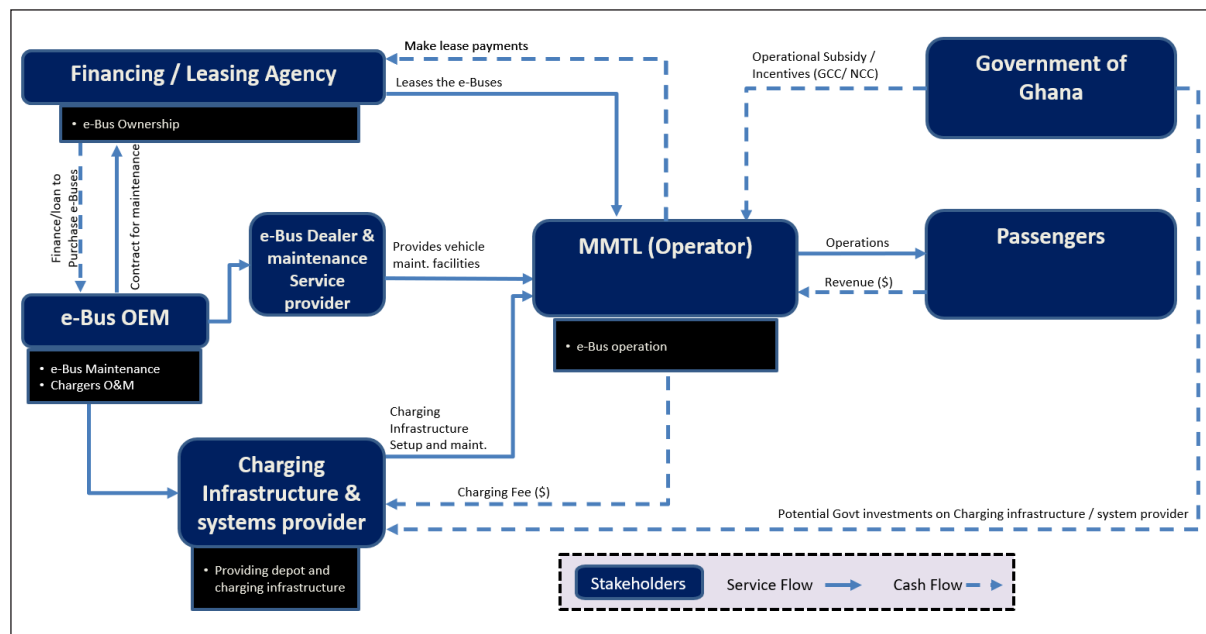 Make lease payments
Financing / Leasing Agency
Leases the e-Buses
• e-Bus Ownership
Operational Subsidy /
Incentives (GCC/ NCC)
Government of
Ghana
Finance/loan to
Purchase e-Buses
Contract for maintenance
e-Bus Dealer &
maintenance
Service
provider
Provides vehicle
maint. facilities
MMTL (Operator)
• e-Bus operation
Operations
Revenue ($)
Passengers
e-Bus OEM
• e-Bus Maintenance
• Chargers O&M
Charging
Infrastructure
Setup and maint.
Charging
Infrastructure &
systems provider
• Providing depot and
charging infrastructure
Charging Fee ($)
Potential Govt investments on Charging infrastructure / system provider
Stakeholders
Service Flow
Cash Flow